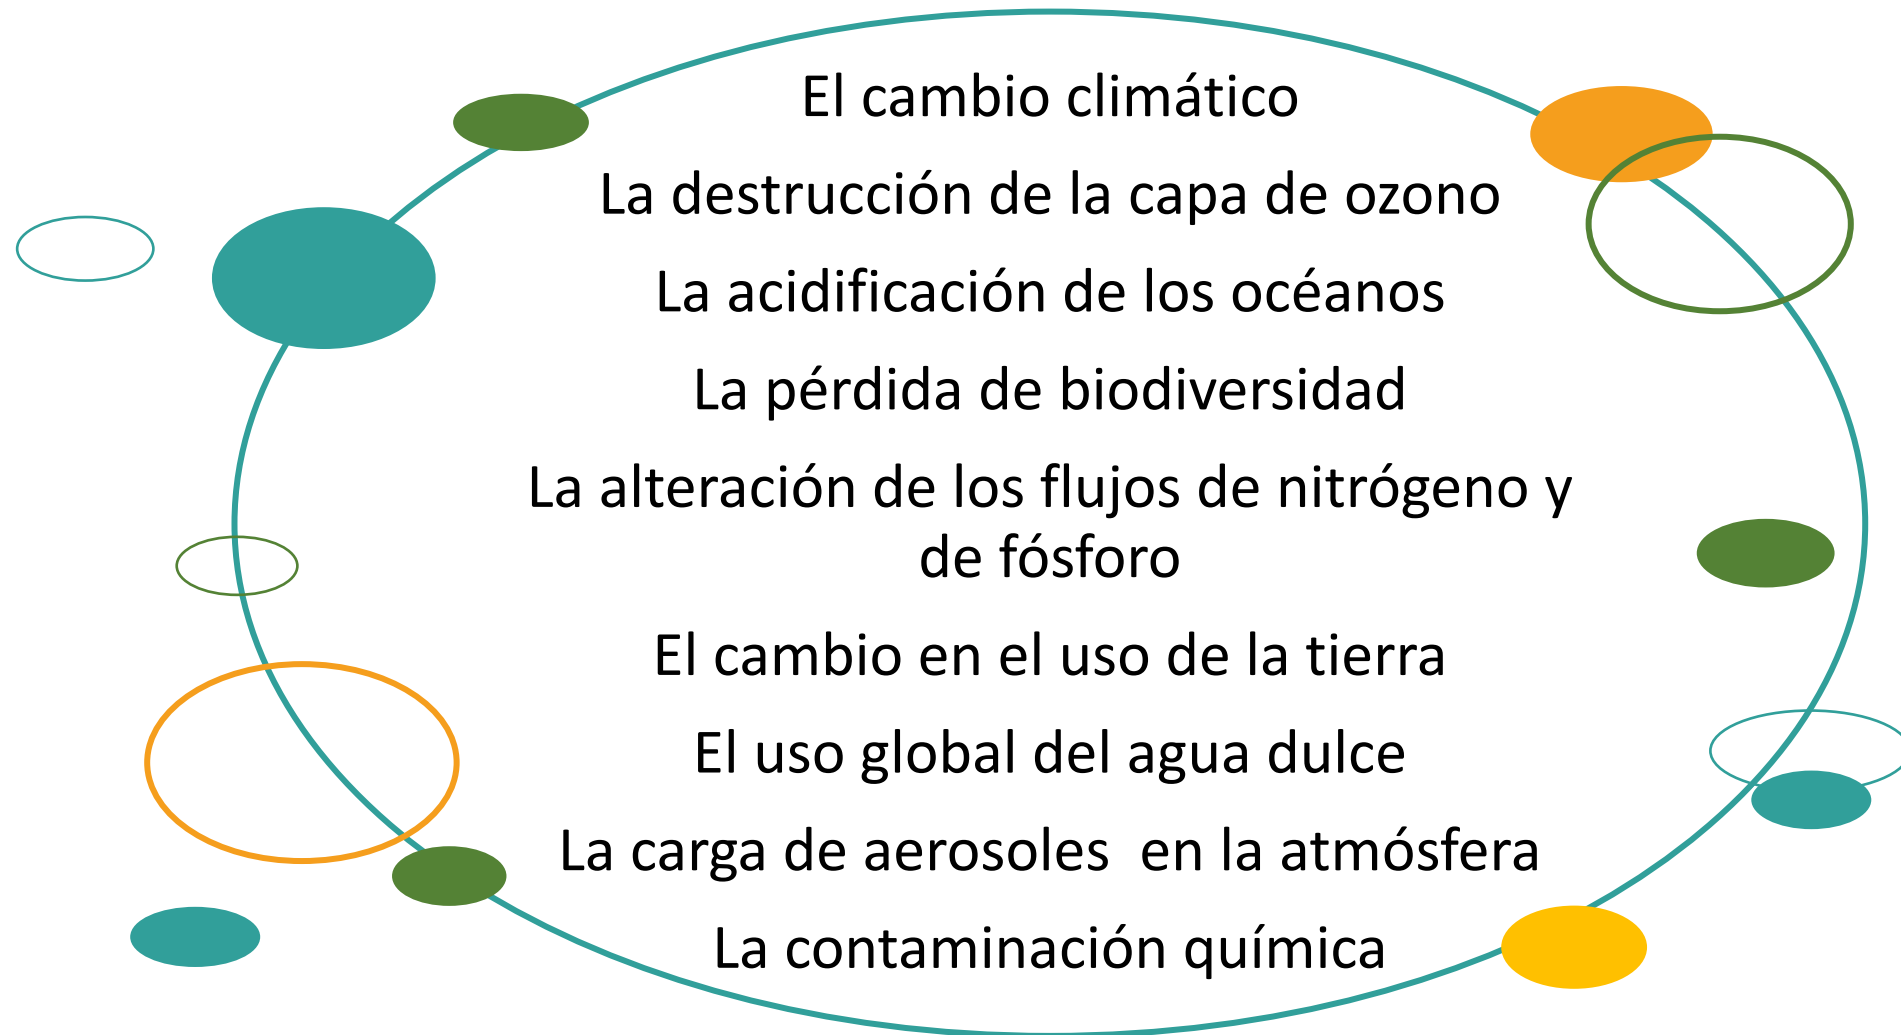 El cambio climático
La destrucción de la capa de ozono
La acidificación de los océanos
La pérdida de biodiversidad
La alteración de los flujos de nitrógeno y
de fósforo
El cambio en el uso de la tierra
El uso global del agua dulce
La carga de aerosoles  en la atmósfera
La contaminación química